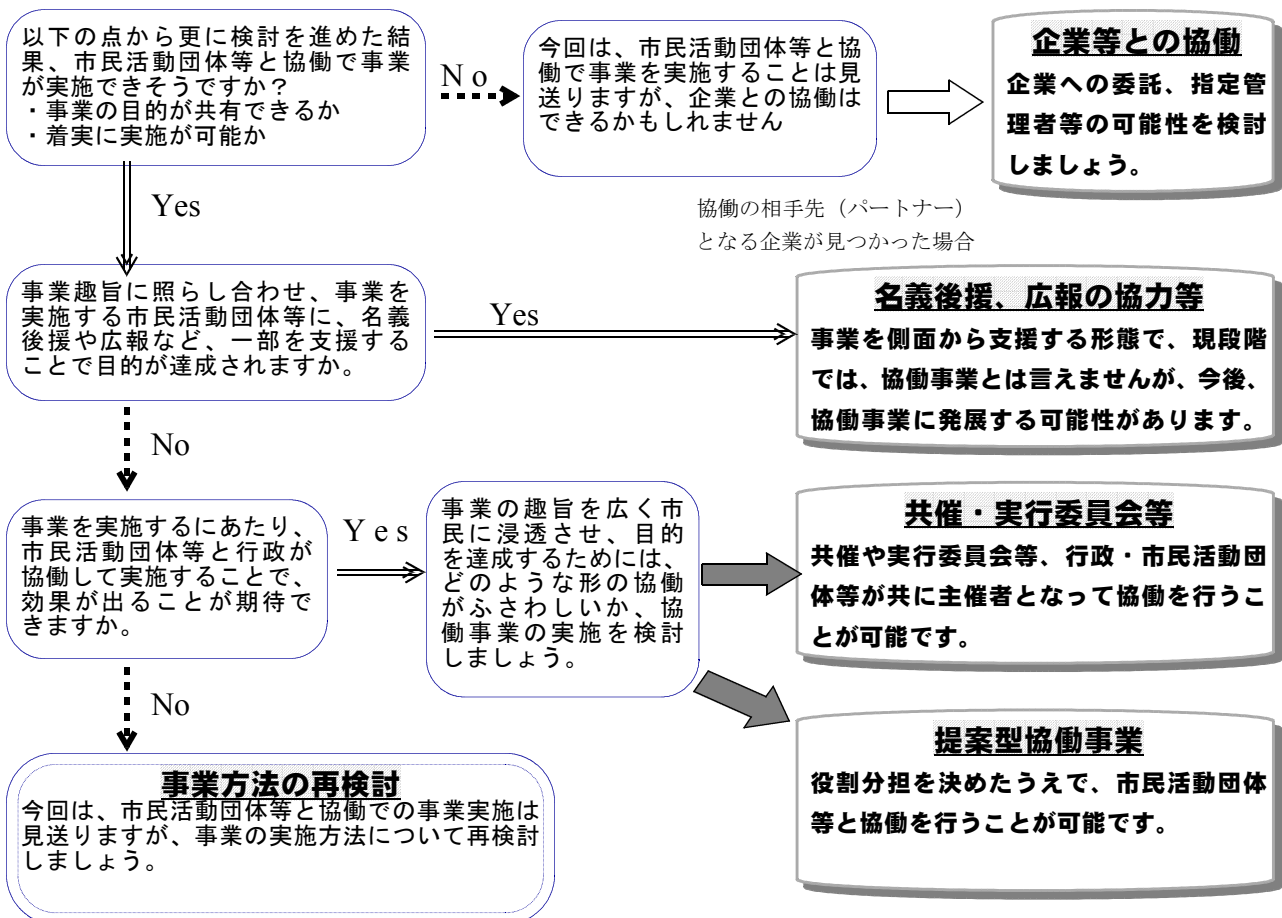 以下の点から更に検討を進めた結
果、市民活動団体等と協働で事業
が実施できそうですか？
・事業の目的が共有できるか
・着実に実施が可能か
No
今回は、市民活動団体等と協
働で事業を実施することは見
送りますが、企業との協働は
できるかもしれません
企業等との協働
企業への委託、指定管
理者等の可能性を検討
しましょう。
Yes
協働の相手先（パートナー）
となる企業が見つかった場合
事業趣旨に照らし合わせ、事業を
実施する市民活動団体等に、名義
後援や広報など、一部を支援する
ことで目的が達成されますか。
Yes
名義後援、広報の協力等
事業を側面から支援する形態で、現段階
では、協働事業とは言えませんが、今後、
協働事業に発展する可能性があります。
No
事業を実施するにあたり、
市民活動団体等と行政が
協働して実施することで、
効果が出ることが期待で
きますか。
Yes
事業の趣旨を広く市
民に浸透させ、目的
を達成するためには、
どのような形の協働
がふさわしいか、協
働事業の実施を検討
しましょう。
共催・実行委員会等
共催や実行委員会等、行政・市民活動団
体等が共に主催者となって協働を行うこ
とが可能です。
No
提案型協働事業
役割分担を決めたうえで、市民活動団体
等と協働を行うことが可能です。
事業方法の再検討
今回は、市民活動団体等と協働での事業実施は
見送りますが、事業の実施方法について再検討
しましょう。